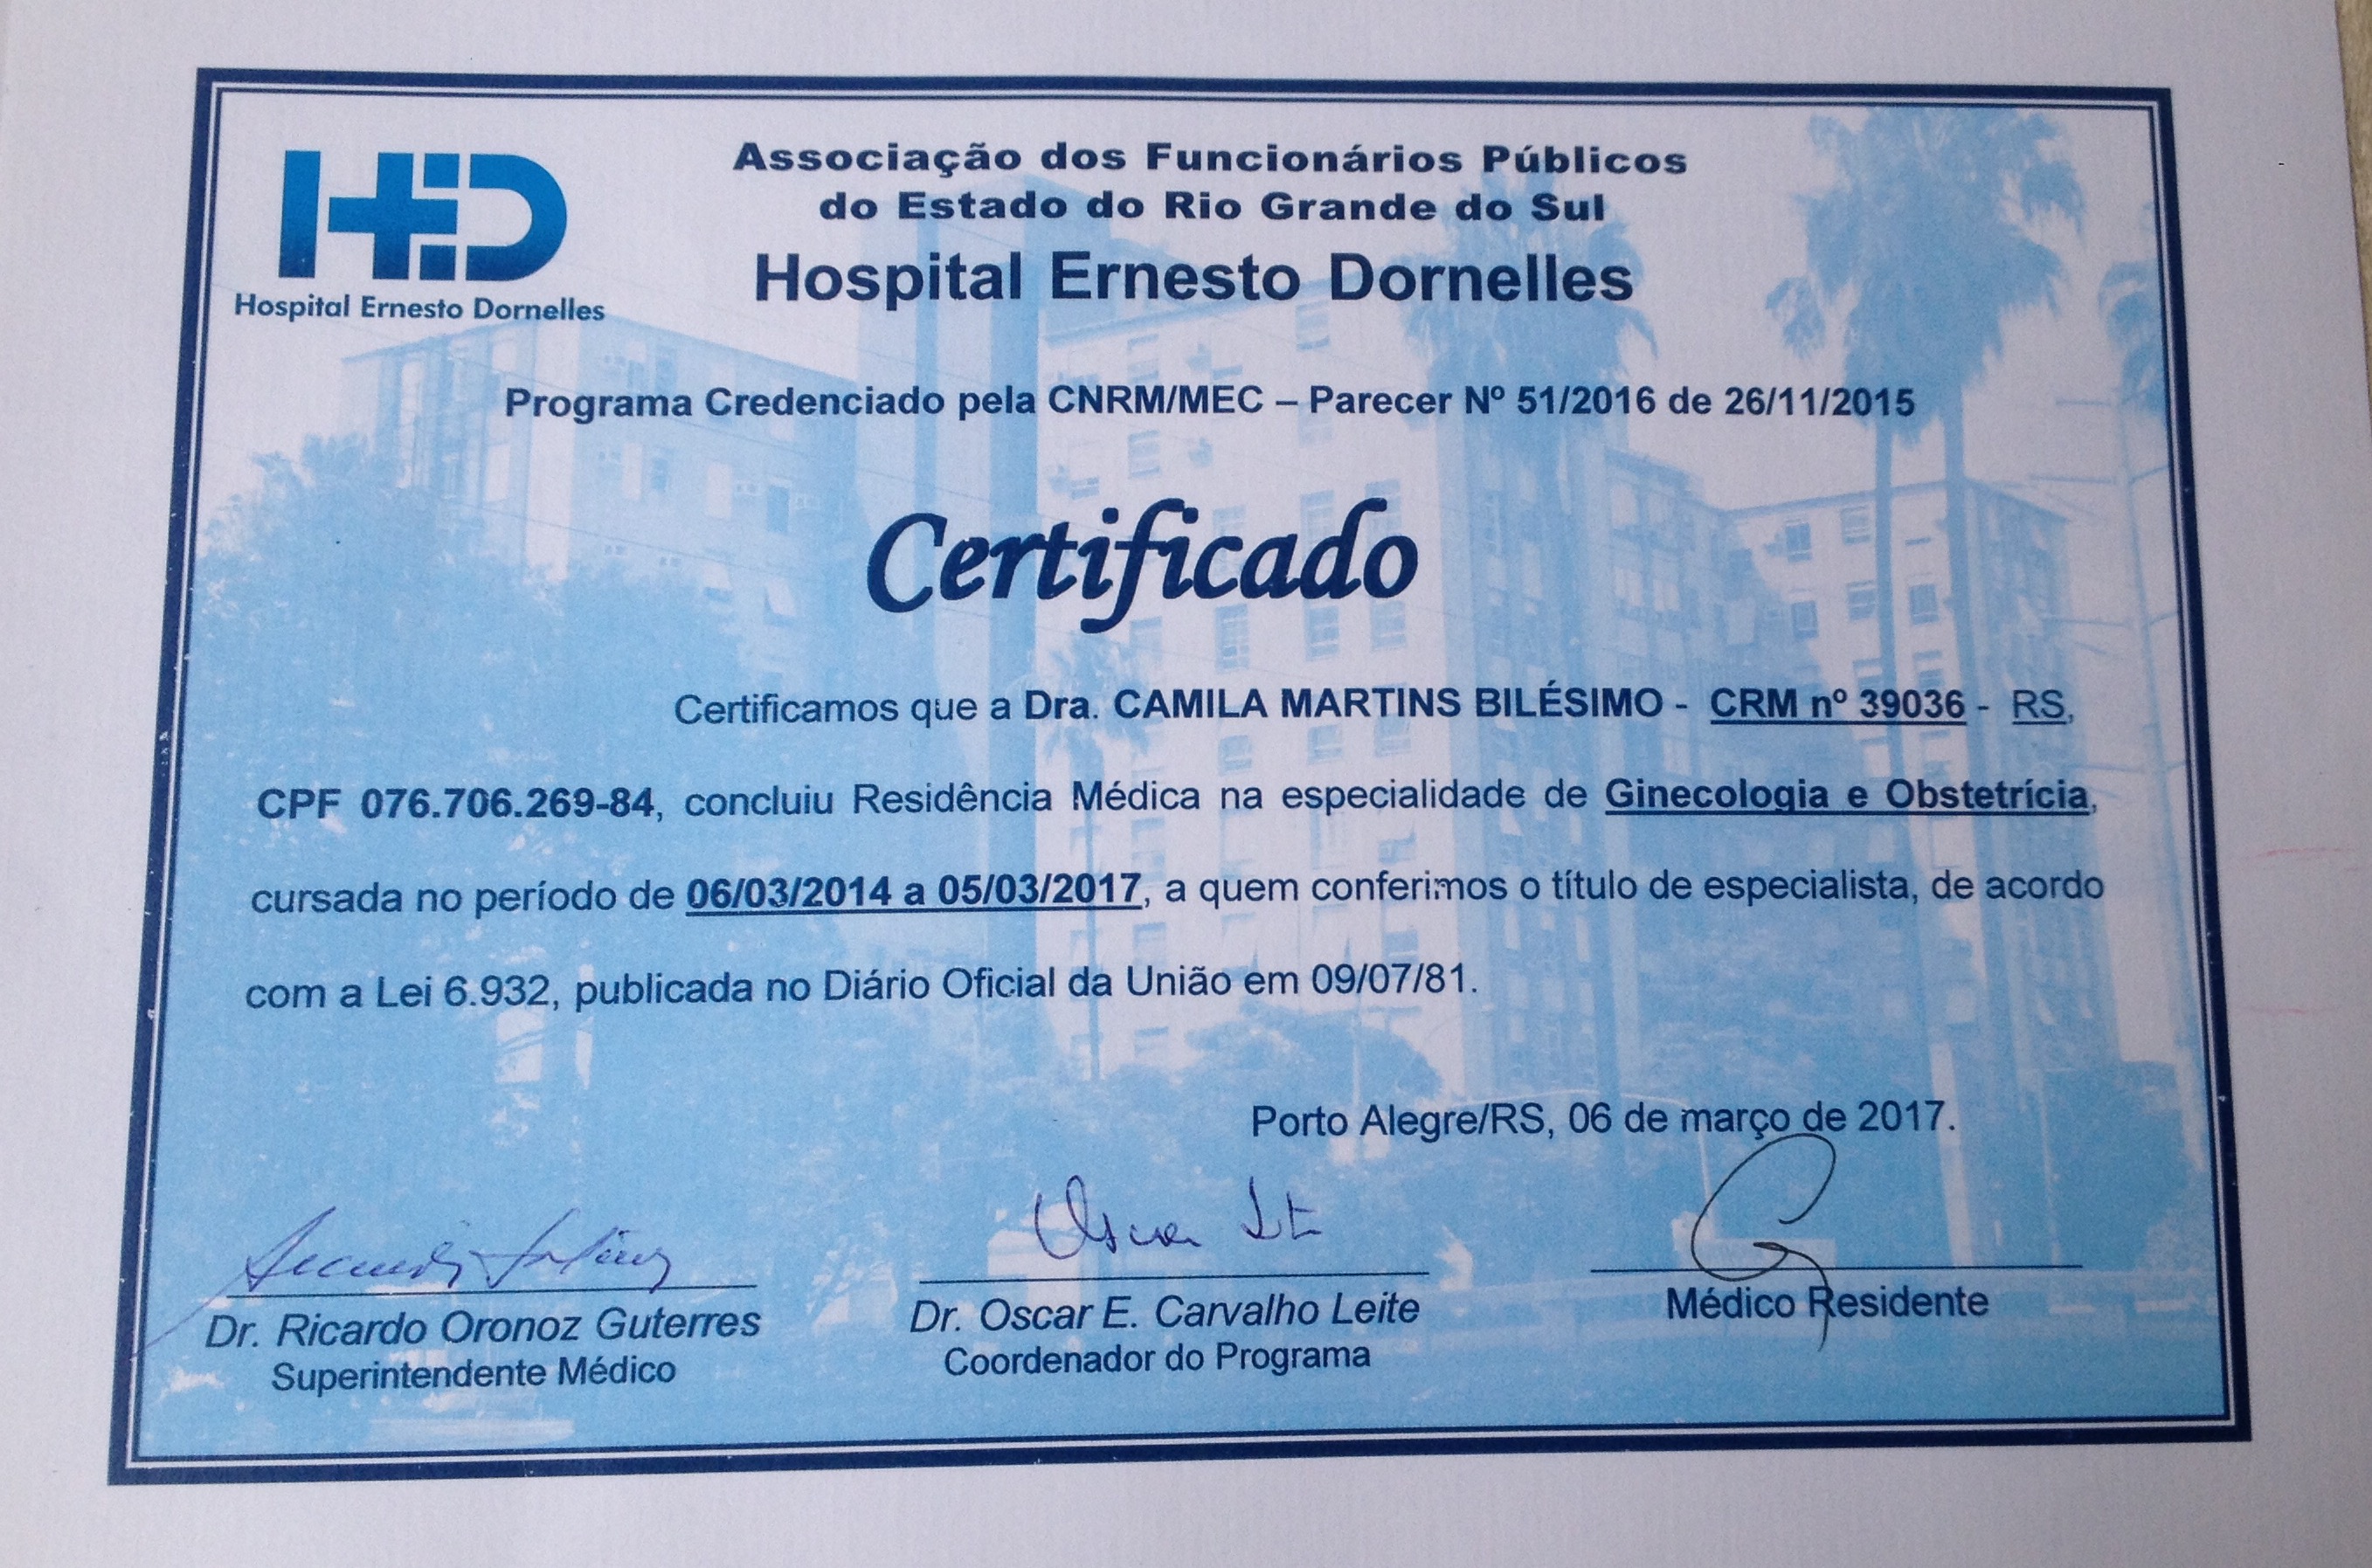 HED
Hospital Ernesto Dornelles
Associação dos Funcionários Públicos
do Estado do Rio Grande do Sul
Hospital Ernesto Dornelles
Programa Credenciado pela CNRM/MEC – Parecer Nº 51/2016 de 26/11/2015
Certificado
Certificamos que a Dra. CAMILA MARTINS BILÉSIMO - CRM nº 39036 - RS,
CPF 076.706.269-84, concluiu Residência Médica na especialidade de Ginecologia e Obstetrícia,
cursada no período de 06/03/2014 a 05/03/2017, a quem conferimos o título de especialista, de acordo
com a Lei 6.932, publicada no Diário Oficial da União em 09/07/81.
Porto Alegre/RS, 06 de março de 2017.
Dr. Ricardo Oronoz Guterres
Superintendente Médico
Dr. Oscar E. Carvalho Leite
Coordenador do Programa
Médico Residente